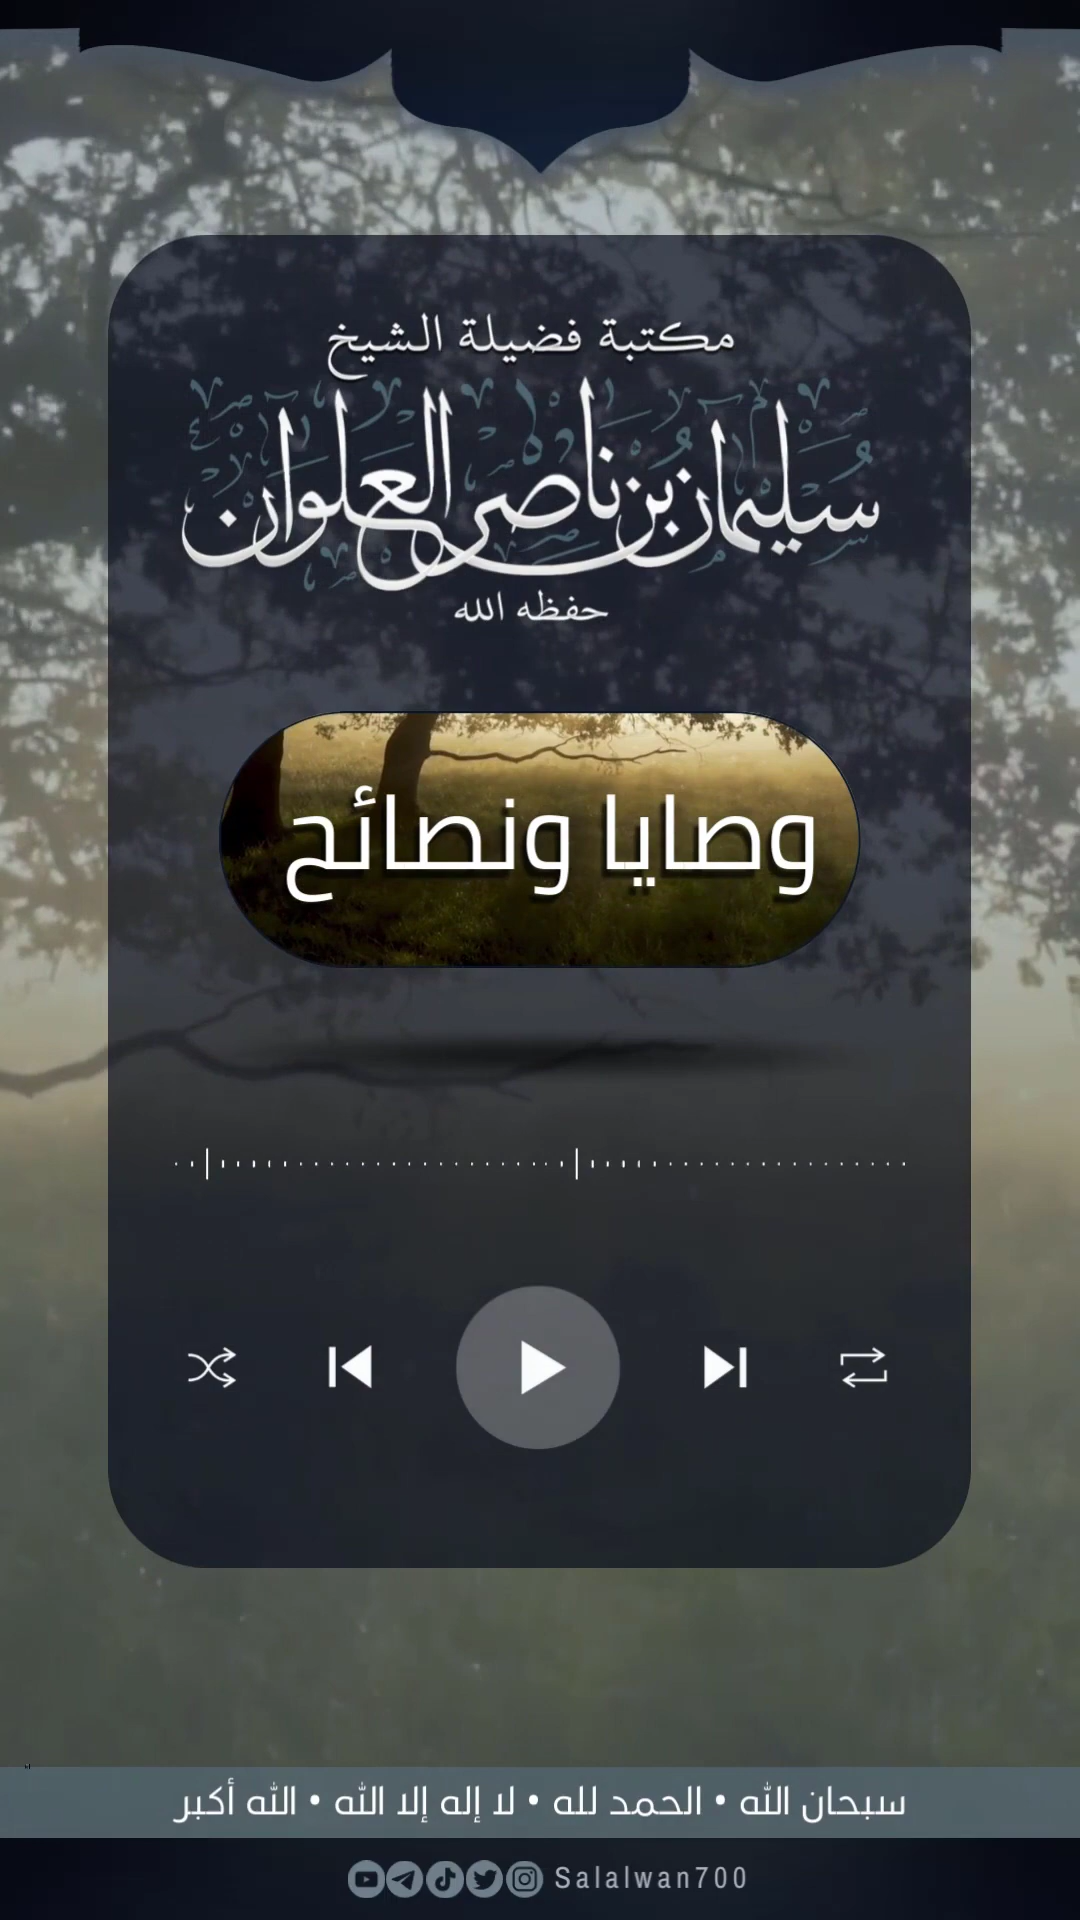 مكتبة فضيلة الشيخ
سليمان بن ناصر العلوان
حفظه الله
وصايا ونصائح
سبحان الله • الحمد لله • لا إله إلا الله • الله أكبر
Salalwan700